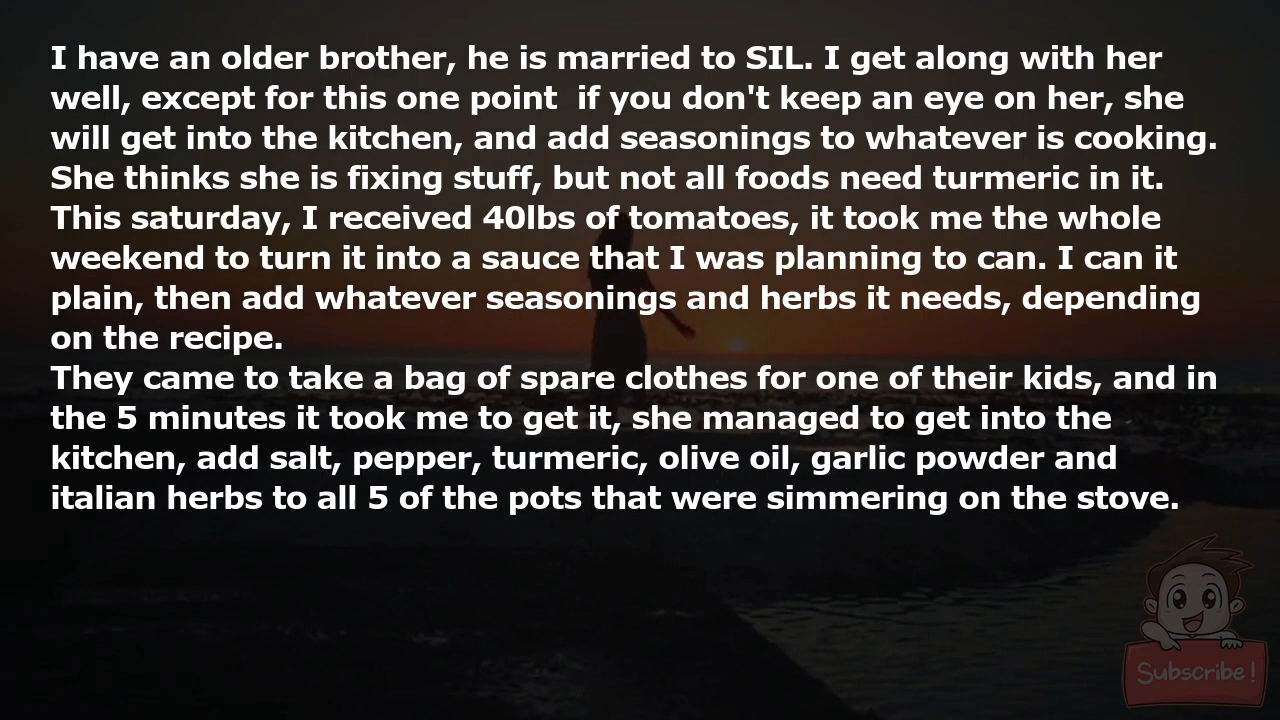 I have an older brother, he is married to SIL. I get along with her
well, except for this one point  if you don't keep an eye on her, she
will get into the kitchen, and add seasonings to whatever is cooking.
She thinks she is fixing stuff, but not all foods need turmeric in it.
This saturday, I received 40lbs of tomatoes, it took me the whole
weekend to turn it into a sauce that I was planning to can. I can it
plain, then add whatever seasonings and herbs it needs, depending
on the recipe.
They came to take a bag of spare clothes for one of their kids, and in
the 5 minutes it took me to get it, she managed to get into the
kitchen, add salt, pepper, turmeric, olive oil, garlic powder and
italian herbs to all 5 of the pots that were simmering on the stove.
Subscribe!